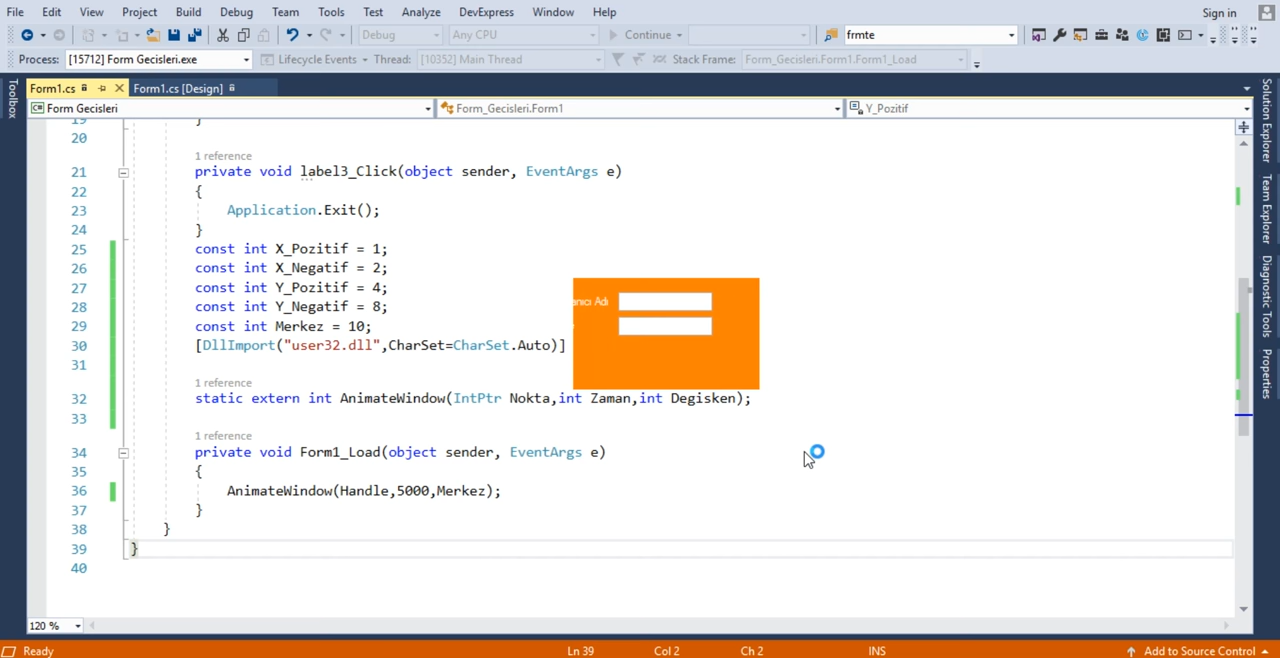 File Edit View Project Build Debug Team Tools Test Analyze DevExpress Window Help Sign in
Debug Any CPU Continue frmte
Process: [15712] Form Gecisleri.exe Lifecycle Events Thread: [10352] Main Thread Stack Frame: Form_Gecisleri.Form1.Form1_Load
Form1.cs Form1.cs [Design]
Form Gecisleri Form_Gecisleri.Form1 Y_Pozitif
Toolbox
Solution Explorer
Team Explorer
Diagnostic Tools
Properties
19 }
20
1 reference
21 private void label3_Click(object sender, EventArgs e)
22 {
23 Application.Exit();
24 }
25 const int X_Pozitif = 1;
26 const int X_Negatif = 2;
27 const int Y_Pozitif = 4;
28 const int Y_Negatif = 8;
29 const int Merkez = 10;
30 [DllImport("user32.dll",CharSet=CharSet.Auto)]
31
1 reference
32 static extern int AnimateWindow(IntPtr Nokta,int Zaman,int Degisken);
33
1 reference
34 private void Form1_Load(object sender, EventArgs e)
35 {
36 AnimateWindow(Handle,5000,Merkez);
37 }
38 }
39 }
40
anıcı Adı
120 %
Ready Ln 39 Col 2 Ch 2 INS Add to Source Control